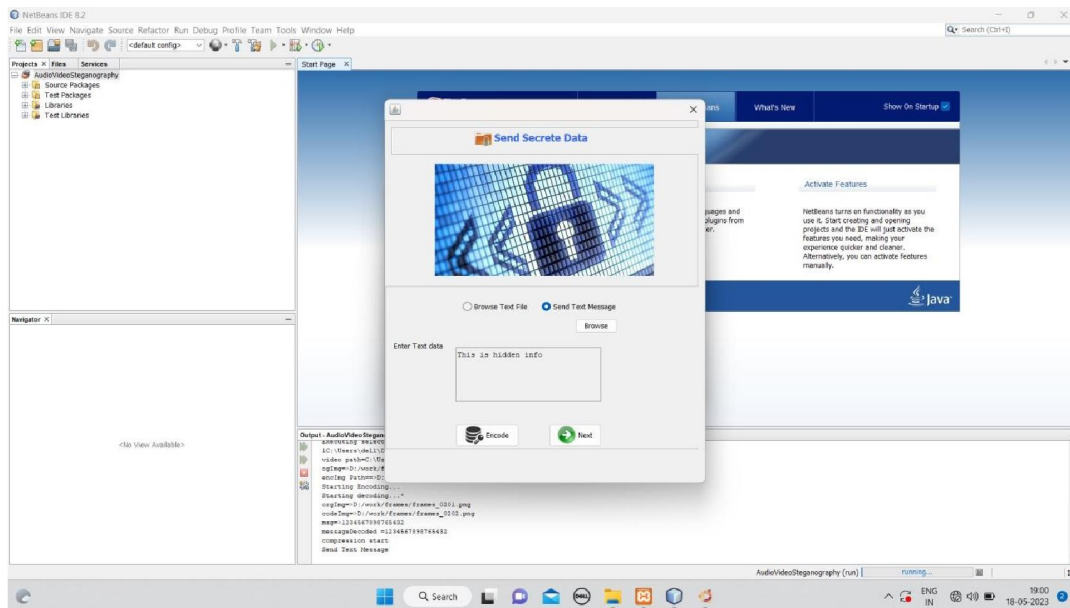 NetBeans IDE 8.2
File Edit View Navigate Source Refactor Run Debug Profile Team Tools Window Help
Search (Ctrl+I)
<default config>
Projects × Files Services
Start Page ×
AudioVideoSteganography
Source Packages
Test Packages
Libraries
Test Libraries
What's New
Show On Startup
Send Secrete Data
Activate Features
NetBeans turns on functionality as you
use it. Start creating and opening
projects and the IDE will just activate the
features you need, making your
experience quicker and cleaner.
Alternatively, you can activate features
manually.
plugins from
Java
Browse Text File Send Text Message
Browse
Navigator ×
Enter Text data
This is hidden info
Encode Next
<No View Available>
Output - AudioVideoStegan
Starting Encoding...
Starting decoding..."
orgImg=>D:/work/frames/frames_0201.png
codeImg=>D:/work/frames/frames_0202.png
compression start
Send Text Message
AudioVideoSteganography (run) running...
Search
ENG
IN
19:00
18-05-2023